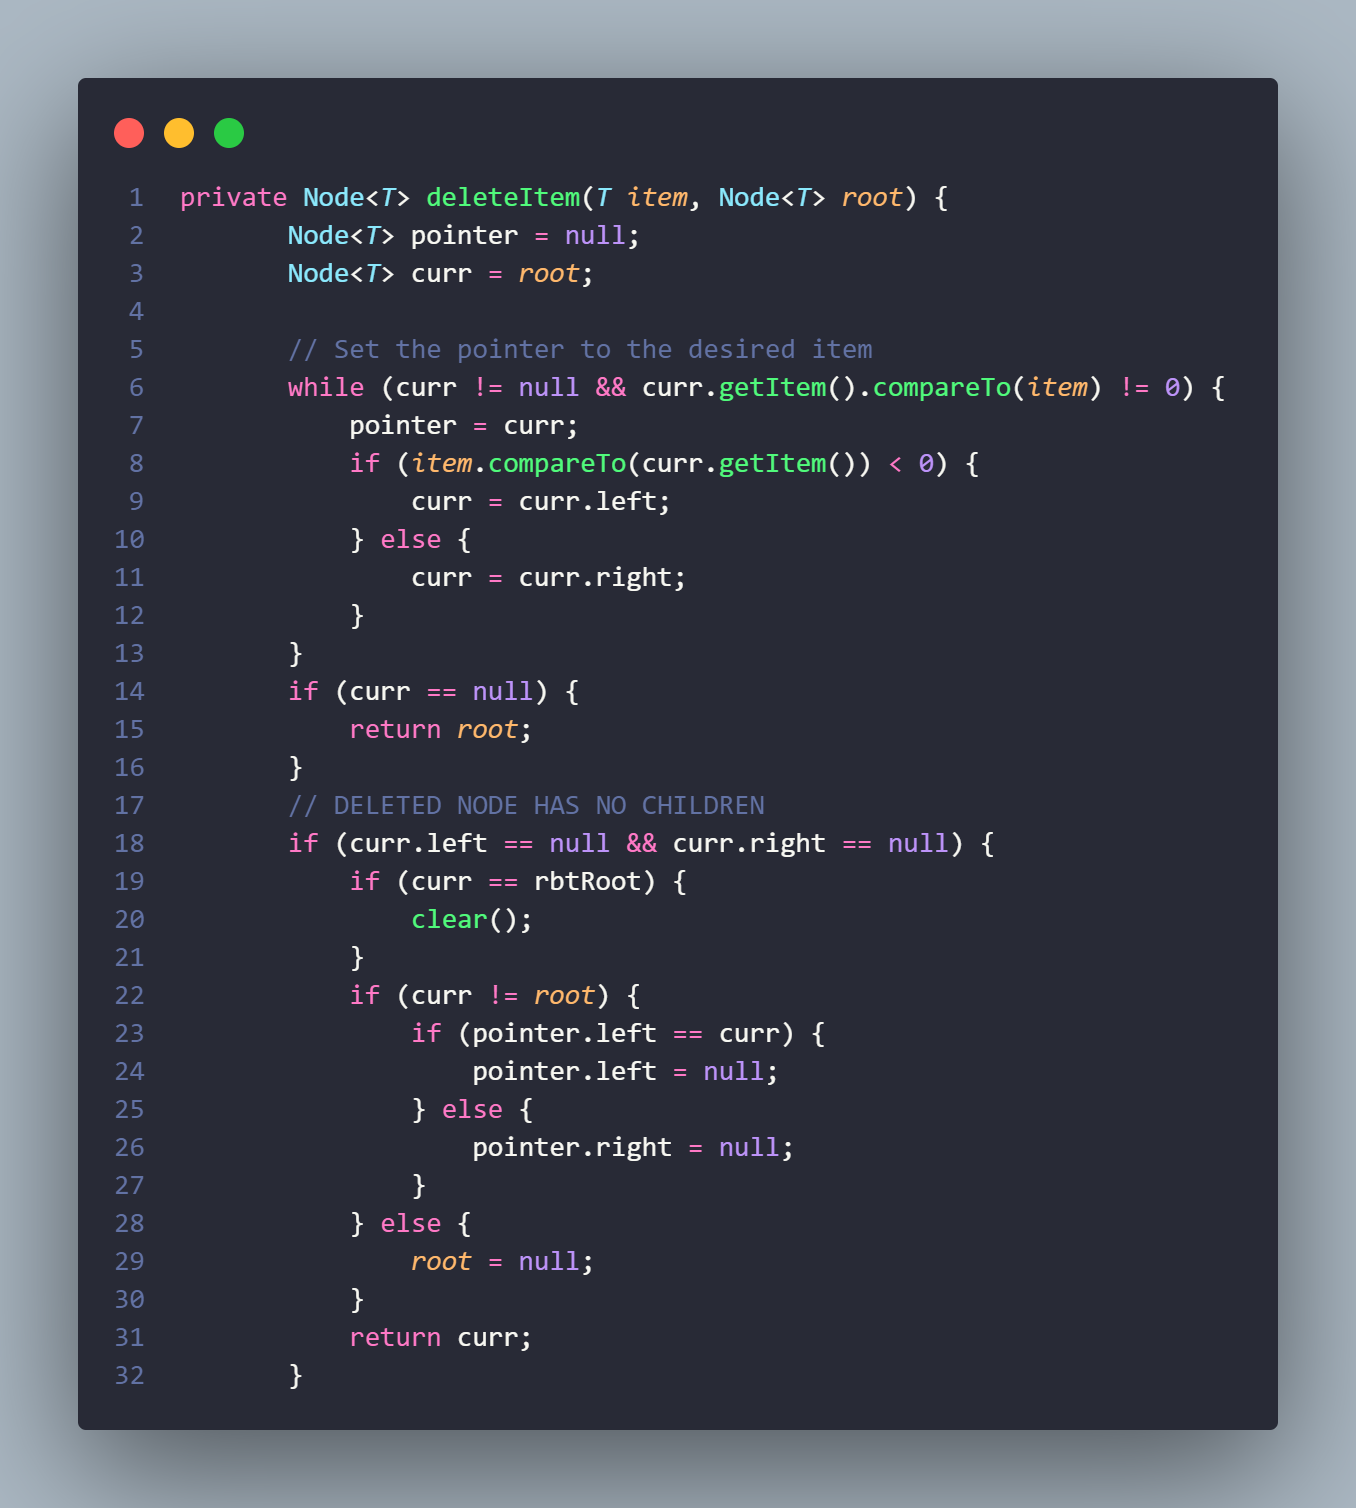 1 private Node<T> deleteItem(T item, Node<T> root) {
2 Node<T> pointer = null;
3 Node<T> curr = root;
4
5 // Set the pointer to the desired item
6 while (curr != null && curr.getItem().compareTo(item) != 0) {
7 pointer = curr;
8 if (item.compareTo(curr.getItem()) < 0) {
9 curr = curr.left;
10 } else {
11 curr = curr.right;
12 }
13 }
14 if (curr == null) {
15 return root;
16 }
17 // DELETED NODE HAS NO CHILDREN
18 if (curr.left == null && curr.right == null) {
19 if (curr == rbtRoot) {
20 clear();
21 }
22 if (curr != root) {
23 if (pointer.left == curr) {
24 pointer.left = null;
25 } else {
26 pointer.right = null;
27 }
28 } else {
29 root = null;
30 }
31 return curr;
32 }